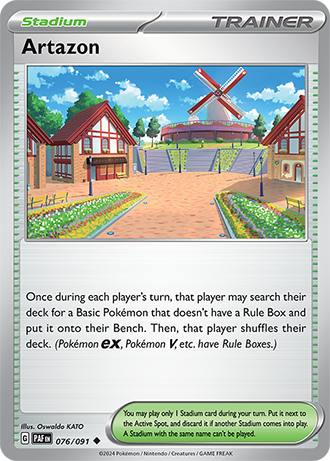 Stadium
TRAINER
Artazon
Once during each player's turn, that player may search their
deck for a Basic Pokémon that doesn't have a Rule Box and
put it onto their Bench. Then, that player shuffles their
deck. (Pokémon ex, Pokémon V, etc. have Rule Boxes.)
Illus. Oswaldo KATO
G PAF EN 076/091
You may play only 1 Stadium card during your turn. Put it next to
the Active Spot, and discard it if another Stadium comes into play.
A Stadium with the same name can't be played.
©2024 Pokémon / Nintendo / Creatures / GAME FREAK